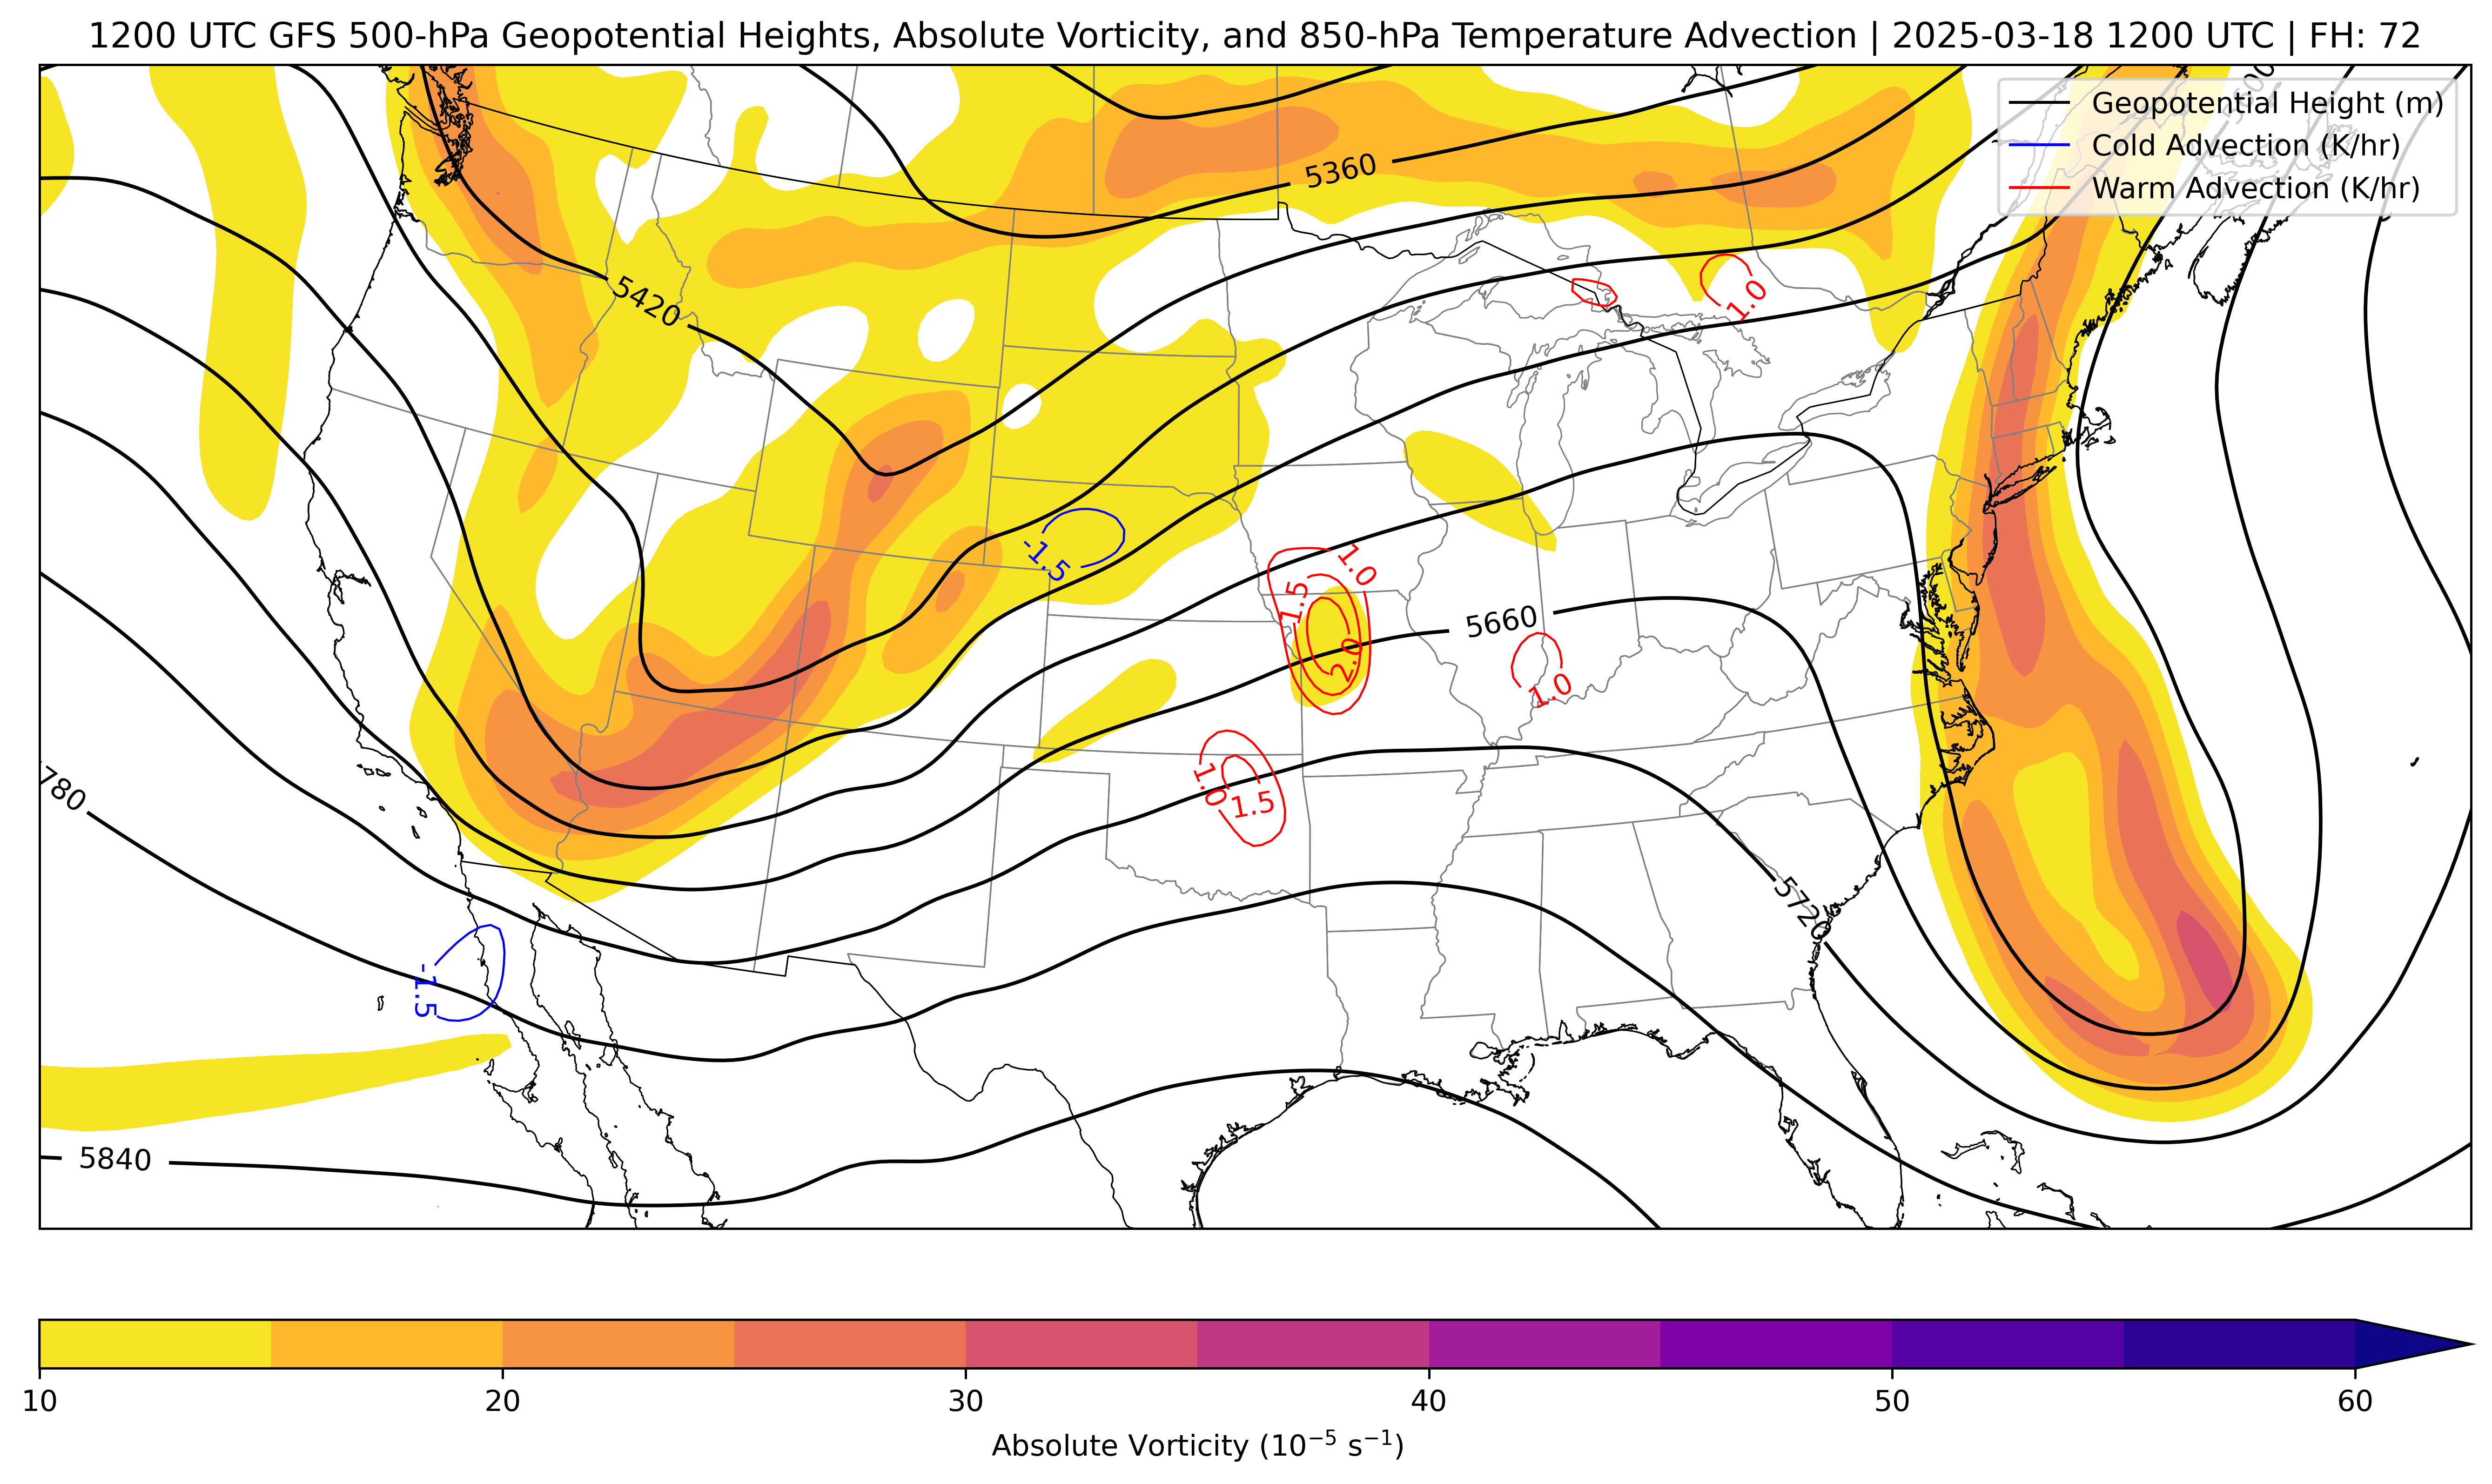 1200 UTC GFS 500-hPa Geopotential Heights, Absolute Vorticity, and 850-hPa Temperature Advection | 2025-03-18 1200 UTC | FH: 72
Geopotential Height (m)
Cold Advection (K/hr)
Warm Advection (K/hr)
5360
5420
1.0
-1.5
1.0
1.5
2.0
5660
1.0
1.0
1.5
5720
-1.5
5840
10 20 30 40 50 60
Absolute Vorticity (10⁻⁵ s⁻¹)